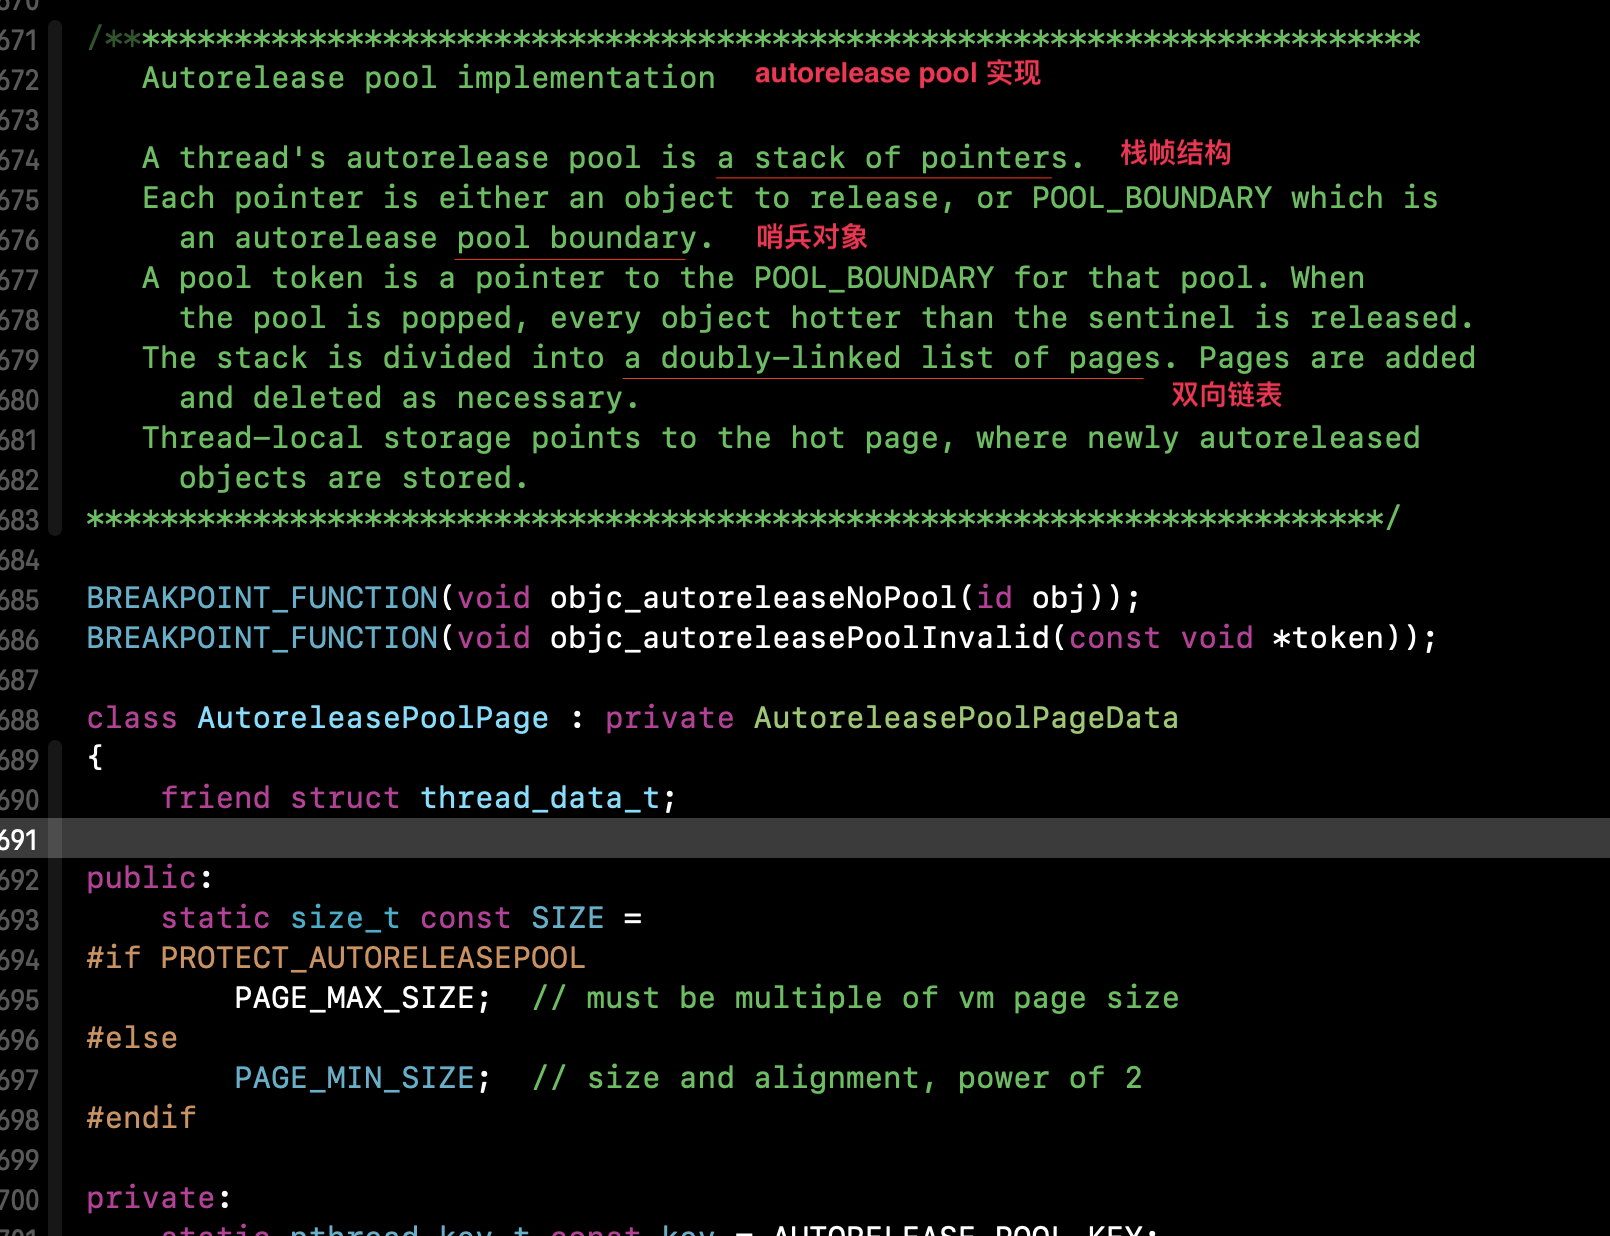 670
671 /***********************************************************************
672 Autorelease pool implementation autorelease pool 实现
673
674 A thread's autorelease pool is a stack of pointers. 栈帧结构
675 Each pointer is either an object to release, or POOL_BOUNDARY which is
676 an autorelease pool boundary. 哨兵对象
677 A pool token is a pointer to the POOL_BOUNDARY for that pool. When
678 the pool is popped, every object hotter than the sentinel is released.
679 The stack is divided into a doubly-linked list of pages. Pages are added
680 and deleted as necessary. 双向链表
681 Thread-local storage points to the hot page, where newly autoreleased
682 objects are stored.
683 **********************************************************************/
684
685 BREAKPOINT_FUNCTION(void objc_autoreleaseNoPool(id obj));
686 BREAKPOINT_FUNCTION(void objc_autoreleasePoolInvalid(const void *token));
687
688 class AutoreleasePoolPage : private AutoreleasePoolPageData
689 {
690 friend struct thread_data_t;
691
692 public:
693 static size_t const SIZE =
694 #if PROTECT_AUTORELEASEPOOL
695 PAGE_MAX_SIZE; // must be multiple of vm page size
696 #else
697 PAGE_MIN_SIZE; // size and alignment, power of 2
698 #endif
699
700 private:
701 static pthread_key_t const key = AUTORELEASE_POOL_KEY;